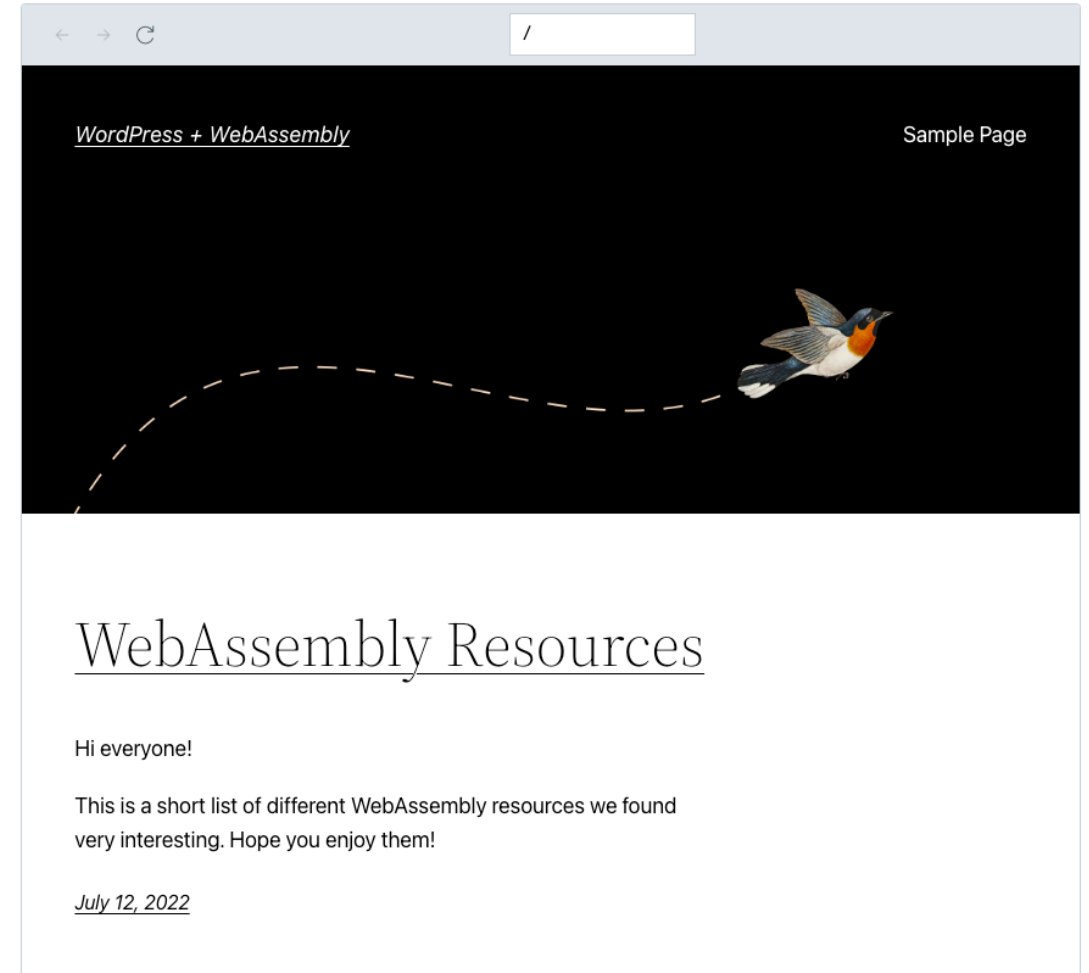 /
WordPress + WebAssembly
Sample Page
WebAssembly Resources
Hi everyone!
This is a short list of different WebAssembly resources we found
very interesting. Hope you enjoy them!
July 12, 2022